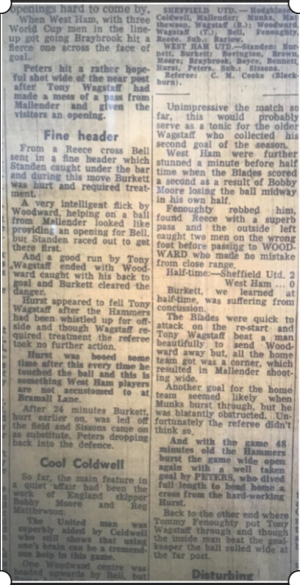 openings hard to come by.
When West Ham, with three
World Cup men in the line-
up got going Braybrook hit a
fierce one across the face of
goal.
Peters hit a rather hope-
ful shot wide of the near post
after Tony Wagstaff had
made a mess of a pass from
Mallender and given the
visitors an opening.
Fine header
From a Reece cross Bell
sent in a fine header which
Standen caught under the bar
and during this move Burkett
was hurt and required treat-
ment.
A very intelligent flick by
Woodward, helping on a ball
from Mallender looked like
providing an opening for Bell,
but Standen raced out to get
there first.
And a good run by Tony
Wagstaff ended with Wood-
ward caught with his back to
goal and Burkett cleared the
danger.
Hurst appeared to fell Tony
Wagstaff after the Hammers
had been whistled up for off-
side and though Wagstaff re-
quired treatment the referee
took no further action.
Hurst was booed some
time after this every time he
touched the ball and this is
something West Ham players
are not accustomed to at
Bramall Lane.
After 24 minutes Burkett,
hurt earlier on, was led off
the field and Sissons came on
as substitute, Peters dropping
back into the defence.
Cool Coldwell
So far, the main feature in
a quiet affair had been the
work of England skipper
Bobby Moore and Reg
Matthewson.
The United man was
superbly aided by Coldwell
who still shows that using
one's brain can be a tremend-
ous help in this game.
One Woodward centre was
headed upwards by Bell but
SHEFFIELD UTD.— Hodgkinson;
Coldwell, Mallender; Munks, Mat-
thewson, Wagstaff (B.); Woodward,
Wagstaff (T.), Bell, Fenoughty,
Reece. Sub.: Barlow.
WEST HAM UTD.—Standen; Bur-
nett, Burkett; Bovington, Brown,
Moore; Braybrook, Boyce, Bennett,
Hurst, Peters. Sub.: Sissons.
Referee: C. M. Cooke (Black-
burn).
Unimpressive the match so
far, this would probably
serve as a tonic for the older
Wagstaff who collected his
second goal of the season.
West Ham were further
stunned a minute before half
time when the Blades scored
a second as a result of Bobby
Moore losing the ball midway
in his own half.
Fenoughty robbed him,
found Reece with a superb
pass and the outside left
caught two men on the wrong
foot before passing to WOOD-
WARD who made no mistake
from close range.
Half-time:—Sheffield Utd. 2
West Ham ... 0
Burkett, we learned at
half-time, was suffering from
concussion.
The Blades were quick to
attack on the re-start and
Tony Wagstaff beat a man
beautifully to send Wood-
ward away but, all the home
team got was a corner, which
resulted in Mallender shoot-
ing wide.
Another goal for the home
team seemed likely when
Munks burst through, but he
was blatantly obstructed. Un-
fortunately the referee didn't
think so.
And with the game 48
minutes old the Hammers
burst the game wide open
again with a well taken
goal by PETERS, who dived
full length to head home a
cross from the hard-working
Hurst.
Back to the other end where
Tommy Fenoughty put Tony
Wagstaff through and though
the inside man beat the goal-
keeper the ball rolled wide at
the far post.
Disturbing